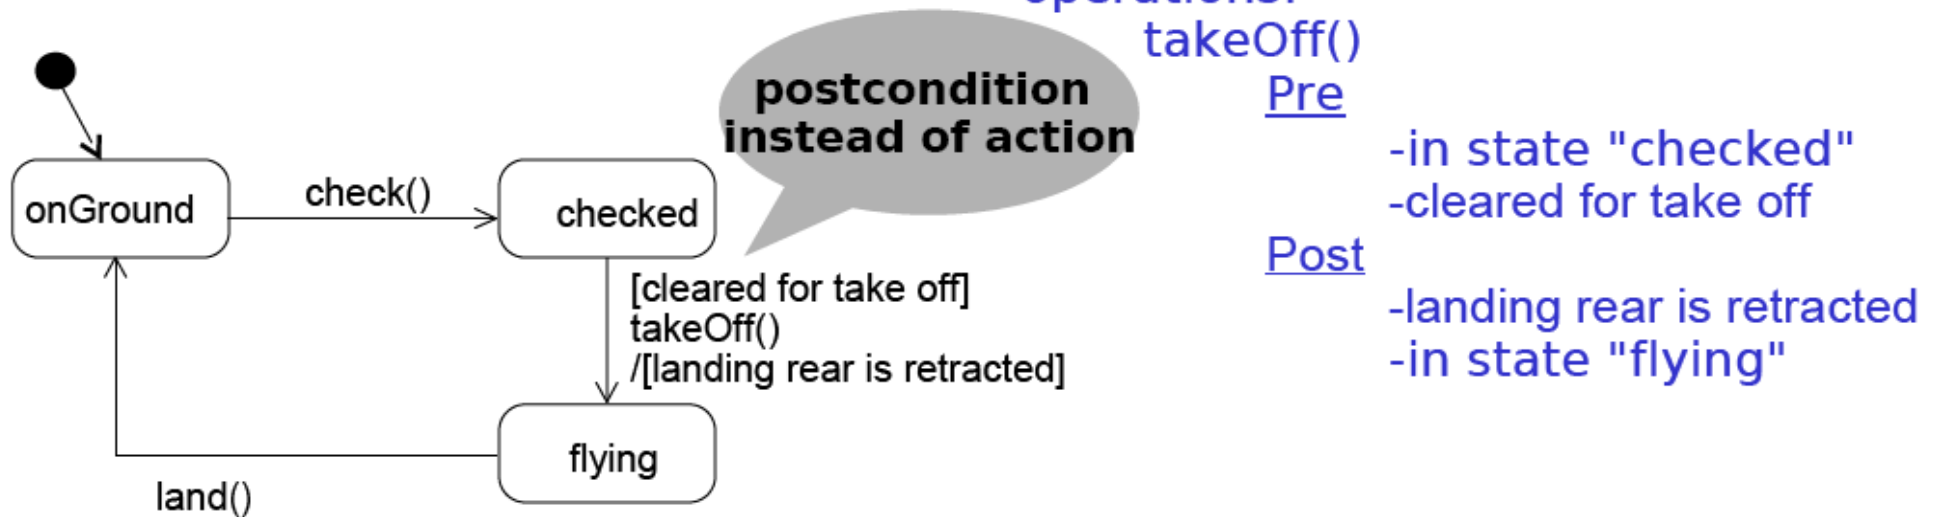 operations:
takeOff()
Pre
-in state "checked"
-cleared for take off
Post
-landing rear is retracted
-in state "flying"
postcondition
instead of action
onGround
check()
checked
[cleared for take off]
takeOff()
/[landing rear is retracted]
flying
land()